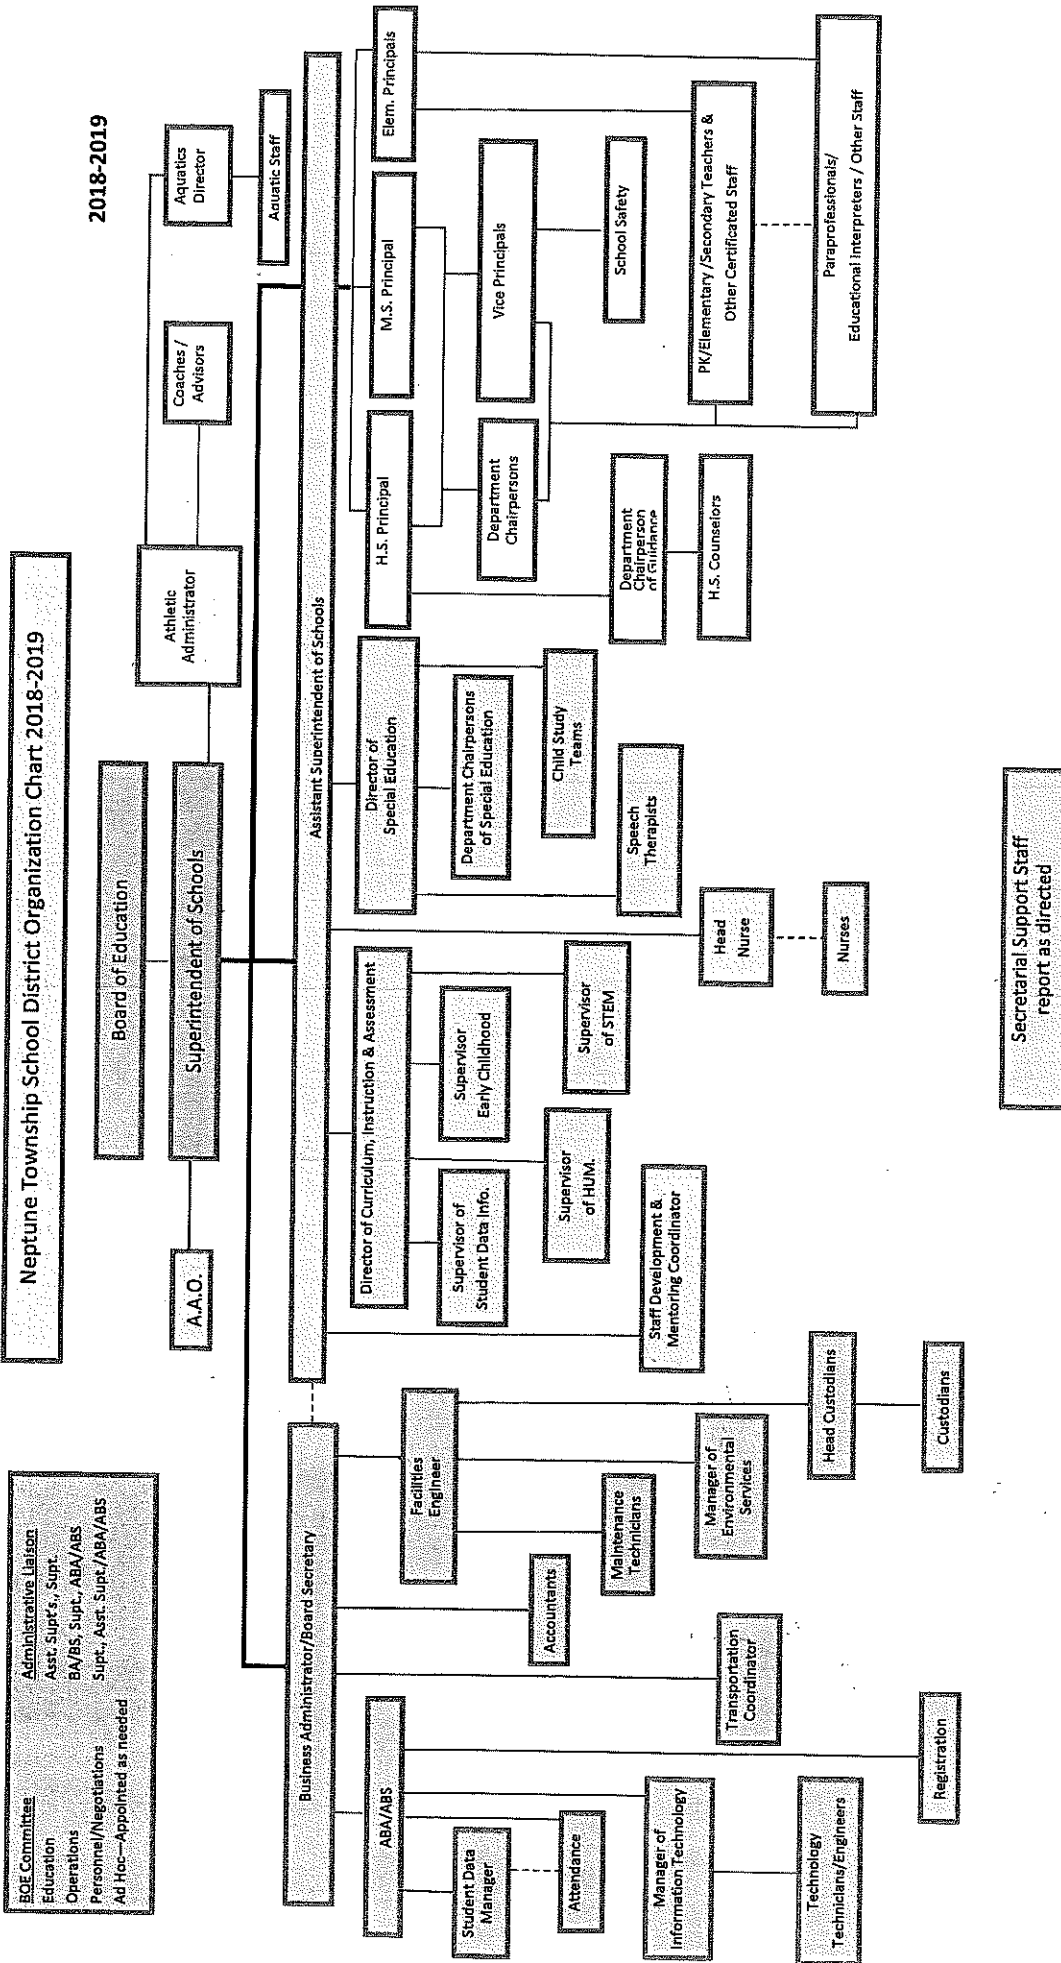 Neptune Township School District Organization Chart 2018-2019
2018-2019
BOE Committee Administrative Liaison
Education Asst. Supt's, Supt.
Operations BA/BS, Supt., ABA/ABS
Personnel/Negotiations Supt., Asst. Supt./ABA/ABS
Ad Hoc—Appointed as needed
Board of Education
Superintendent of Schools
A.A.O.
Athletic
Administrator
Coaches /
Advisors
Aquatics
Director
Aquatic Staff
Business Administrator/Board Secretary
Assistant Superintendent of Schools
ABA/ABS
Student Data
Manager
Attendance
Manager of
Information Technology
Technology
Technicians/Engineers
Registration
Transportation
Coordinator
Accountants
Facilities
Engineer
Maintenance
Technicians
Manager of
Environmental
Services
Head Custodians
Custodians
Director of Curriculum, Instruction & Assessment
Supervisor of
Student Data Info.
Supervisor
Early Childhood
Supervisor
of HUM.
Supervisor
of STEM
Staff Development &
Mentoring Coordinator
Head
Nurse
Nurses
Director of
Special Education
Department Chairpersons
of Special Education
Child Study
Teams
Speech
Therapists
H.S. Principal
M.S. Principal
Elem. Principals
Department
Chairpersons
Vice Principals
School Safety
Department
Chairperson
of Guidance
H.S. Counselors
PK/Elementary /Secondary Teachers &
Other Certificated Staff
Paraprofessionals/
Educational Interpreters / Other Staff
Secretarial Support Staff
report as directed